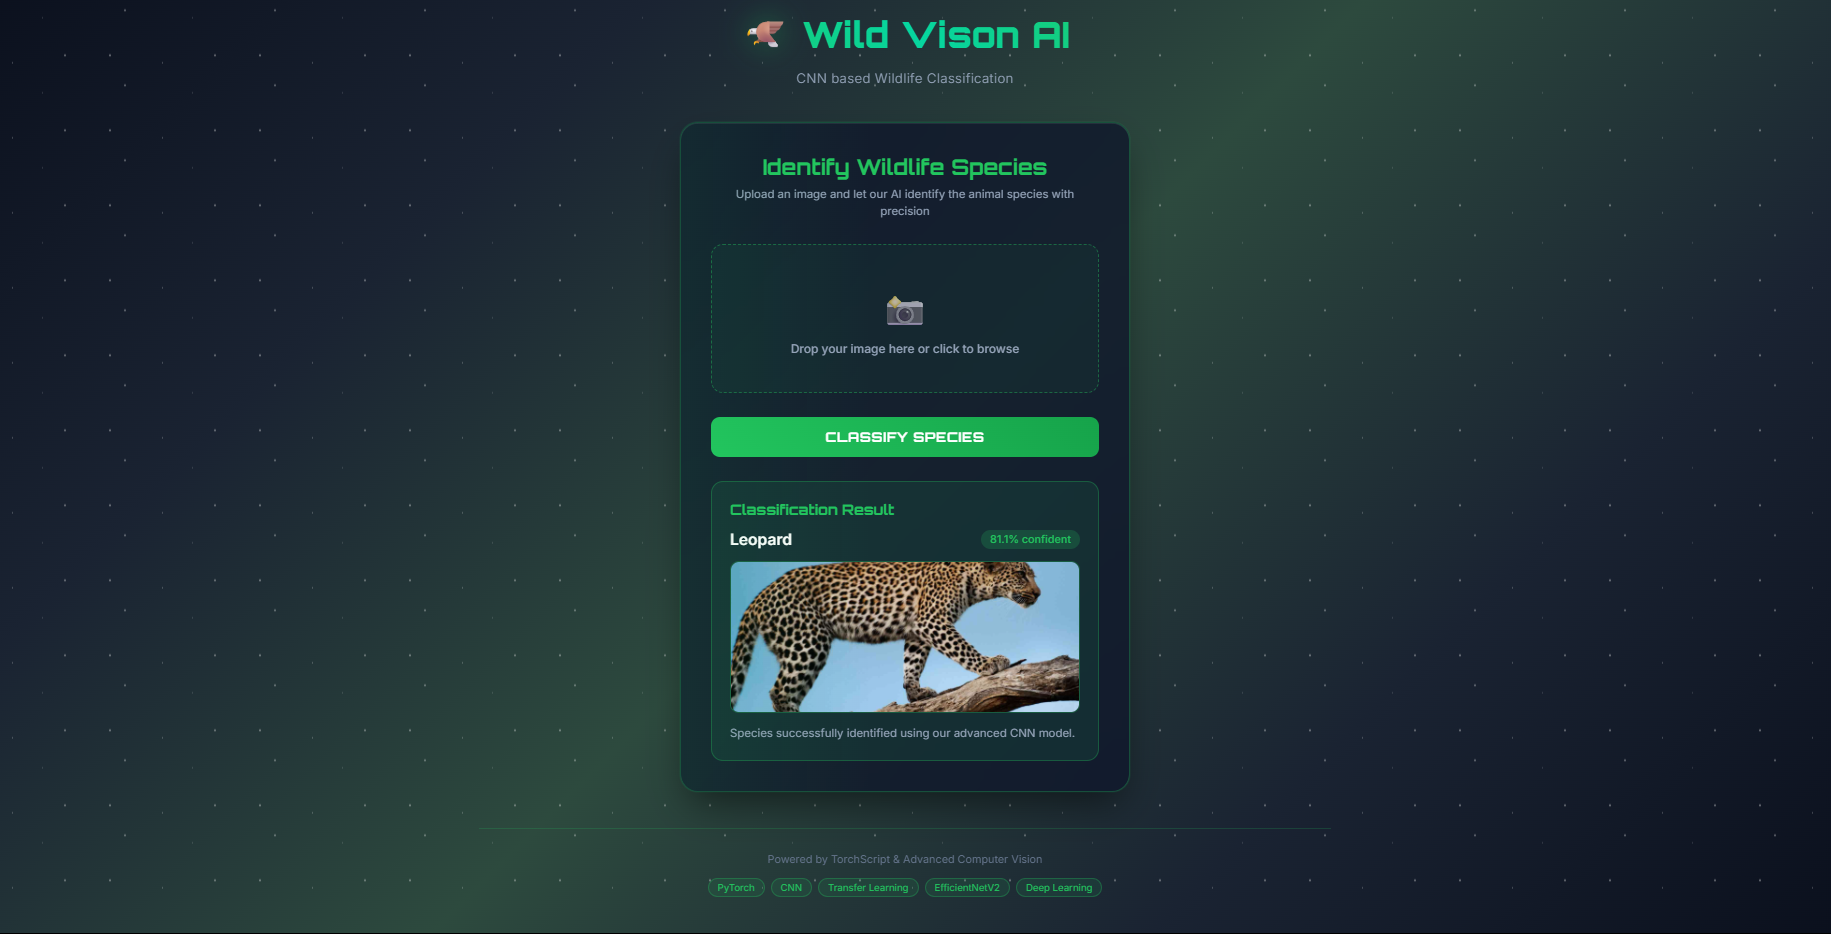 Wild Vison AI
CNN based Wildlife Classification
Identify Wildlife Species
Upload an image and let our AI identify the animal species with
precision
Drop your image here or click to browse
CLASSIFY SPECIES
Classification Result
Leopard 81.1% confident
Species successfully identified using our advanced CNN model.
Powered by TorchScript & Advanced Computer Vision
PyTorch CNN Transfer Learning EfficientNetV2 Deep Learning